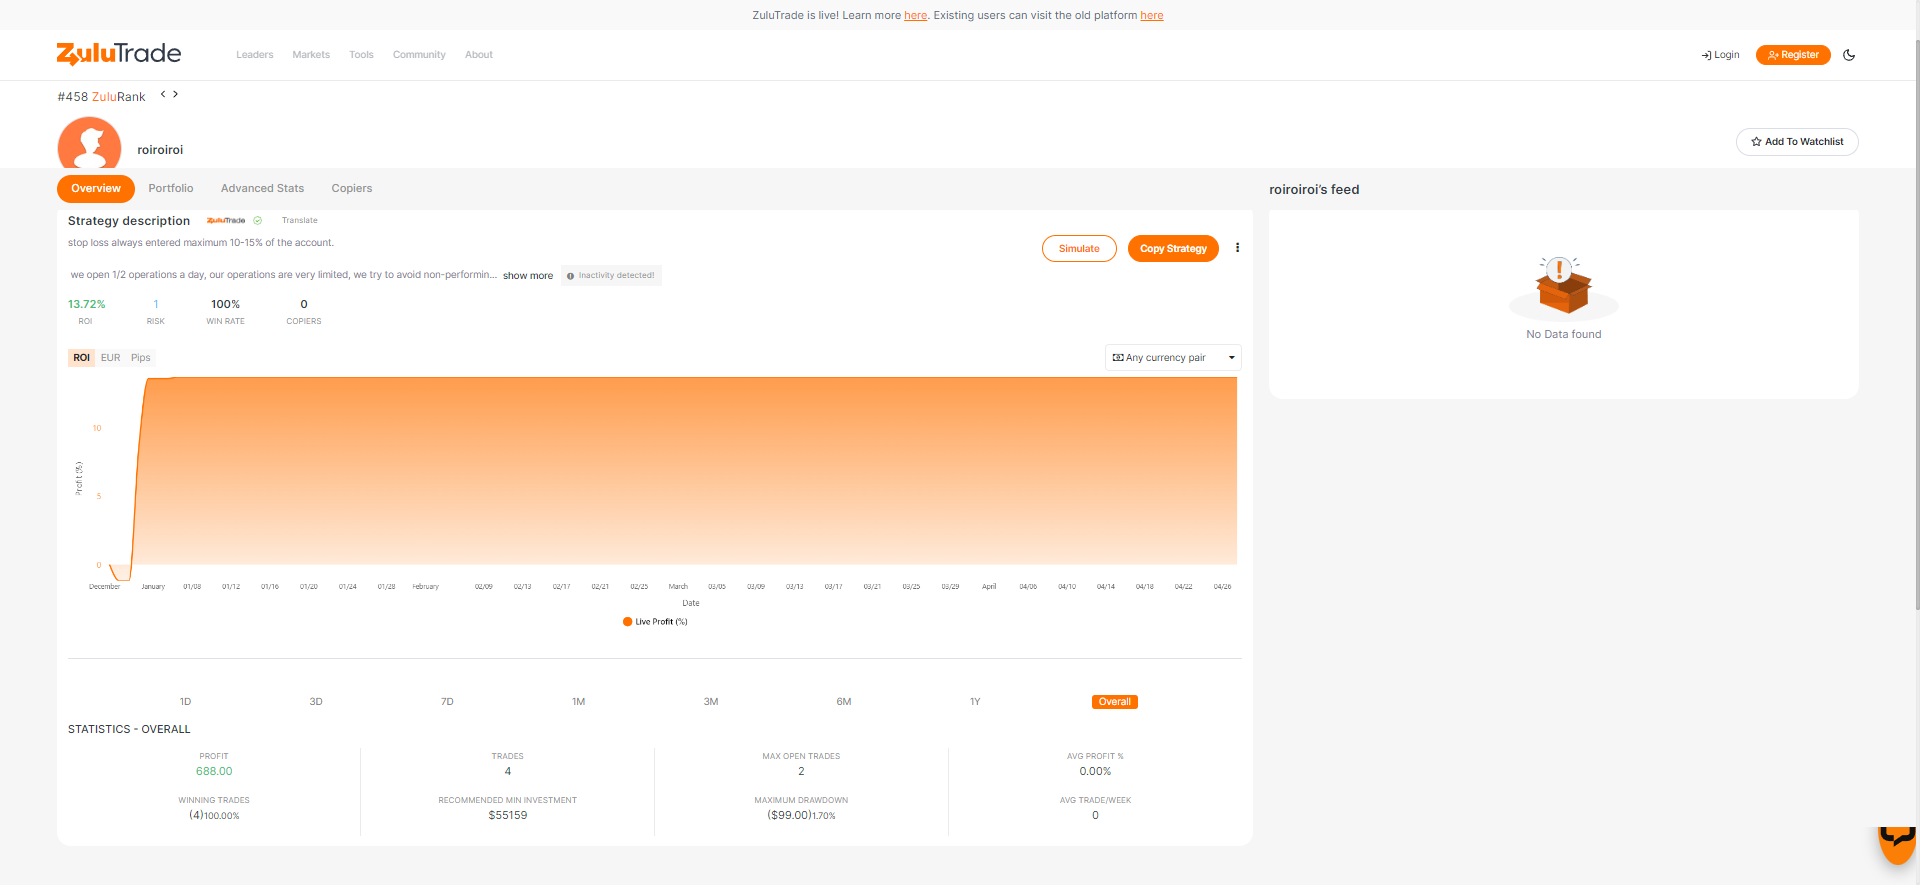 ZuluTrade is live! Learn more here. Existing users can visit the old platform here
ZuluTrade
Leaders Markets Tools Community About
Login
Register
#458 ZuluRank
roiroiroi
Add To Watchlist
Overview Portfolio Advanced Stats Copiers
roiroiroi's feed
Strategy description ZuluTrade Translate
stop loss always entered maximum 10-15% of the account.
Simulate
Copy Strategy
we open 1/2 operations a day, our operations are very limited, we try to avoid non-performin... show more
Inactivity detected!
No Data found
13.72% 1 100% 0
ROI RISK WIN RATE COPIERS
ROI EUR Pips
Any currency pair
10
5
0
Profit (%)
December January 01/08 01/12 01/16 01/20 01/24 01/28 February 02/09 02/13 02/17 02/21 02/25 March 03/05 03/09 03/13 03/17 03/21 03/25 03/29 April 04/06 04/10 04/14 04/18 04/22 04/26
Date
Live Profit (%)
1D 3D 7D 1M 3M 6M 1Y Overall
STATISTICS - OVERALL
PROFIT TRADES MAX OPEN TRADES AVG PROFIT %
688.00 4 2 0.00%
WINNING TRADES RECOMMENDED MIN INVESTMENT MAXIMUM DRAWDOWN AVG TRADE/WEEK
(4)100.00% $55159 ($99.00)1.70% 0